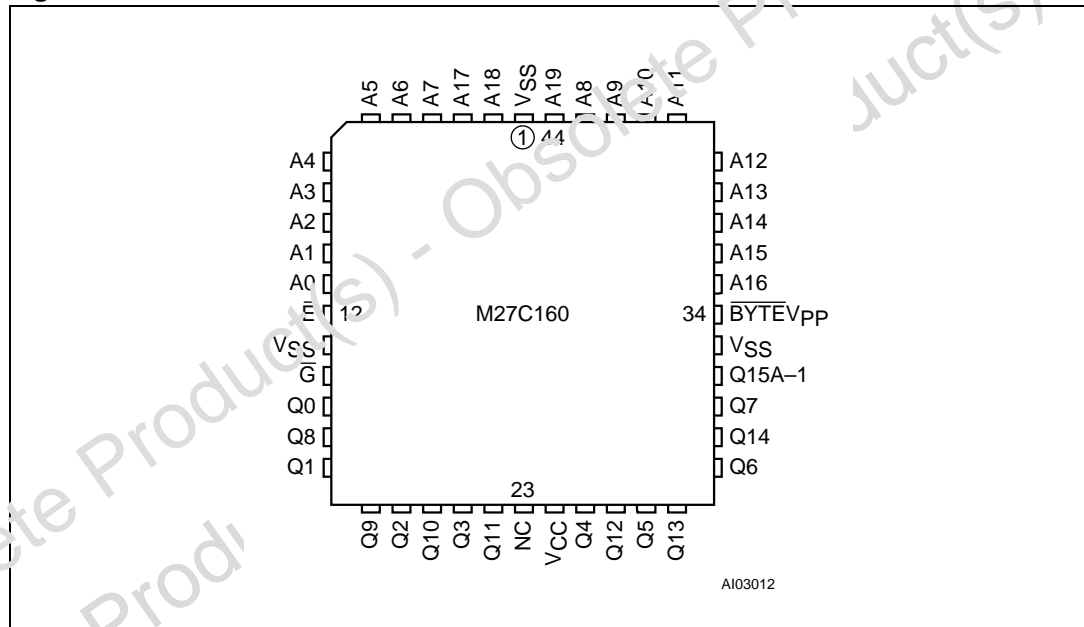 A5 A6 A7 A17 A18 VSS A19 A8 A9 A10 A11
1 44
A4
A3
A2
A1
A0
E
VSS
G
Q0
Q8
Q1
12
M27C160
34
A12
A13
A14
A15
A16
BYTEVPP
VSS
Q15A–1
Q7
Q14
Q6
23
Q9 Q2 Q10 Q3 Q11 NC VCC Q4 Q12 Q5 Q13
AI03012
Product(s) - Obsolete